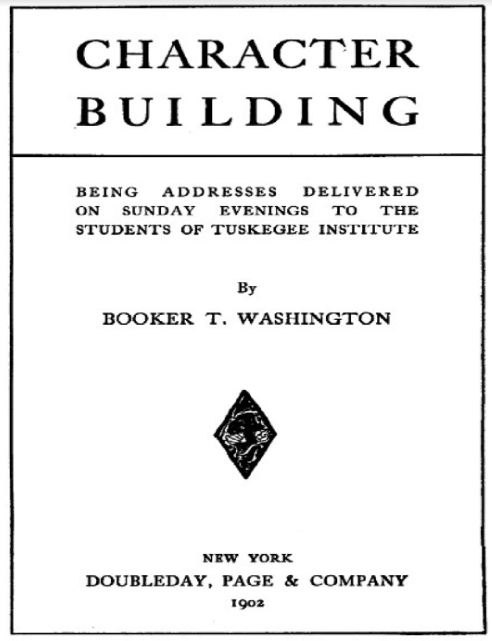 CHARACTER
BUILDING
BEING ADDRESSES DELIVERED
ON SUNDAY EVENINGS TO THE
STUDENTS OF TUSKEGEE INSTITUTE
By
BOOKER T. WASHINGTON
NEW YORK
DOUBLEDAY, PAGE & COMPANY
1902